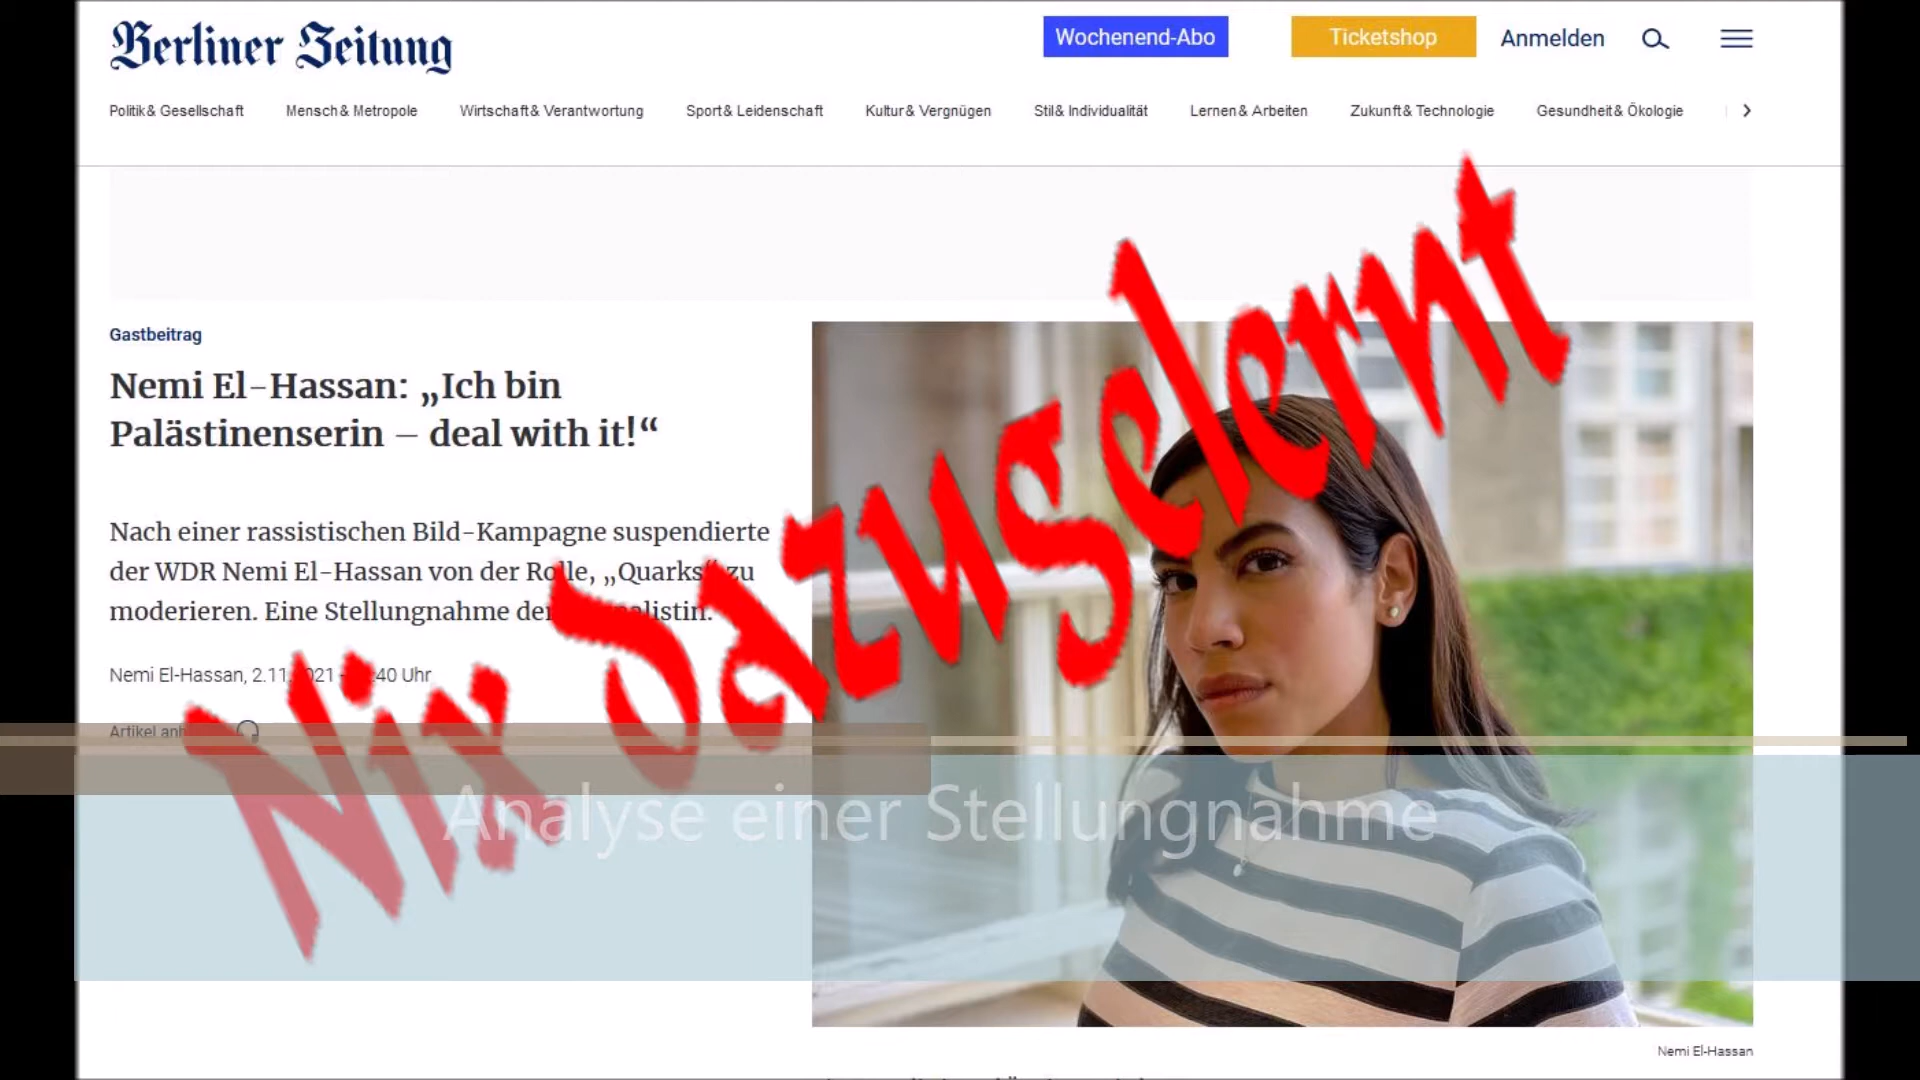 Berliner Zeitung
Wochenend-Abo
Ticketshop
Anmelden
Politik & Gesellschaft
Mensch & Metropole
Wirtschaft & Verantwortung
Sport & Leidenschaft
Kultur & Vergnügen
Stil & Individualität
Lernen & Arbeiten
Zukunft & Technologie
Gesundheit & Ökologie
Gastbeitrag
Nemi El-Hassan: „Ich bin
Palästinenserin – deal with it!“
Nach einer rassistischen Bild-Kampagne suspendierte
der WDR Nemi El-Hassan von der Rolle, „Quarks“ zu
moderieren. Eine Stellungnahme
Nemi El-Hassan, 2.11. 40 Uhr
Artikel
Nix dazugelernt
Analyse einer Stellungnahme
Nemi El-Hassan